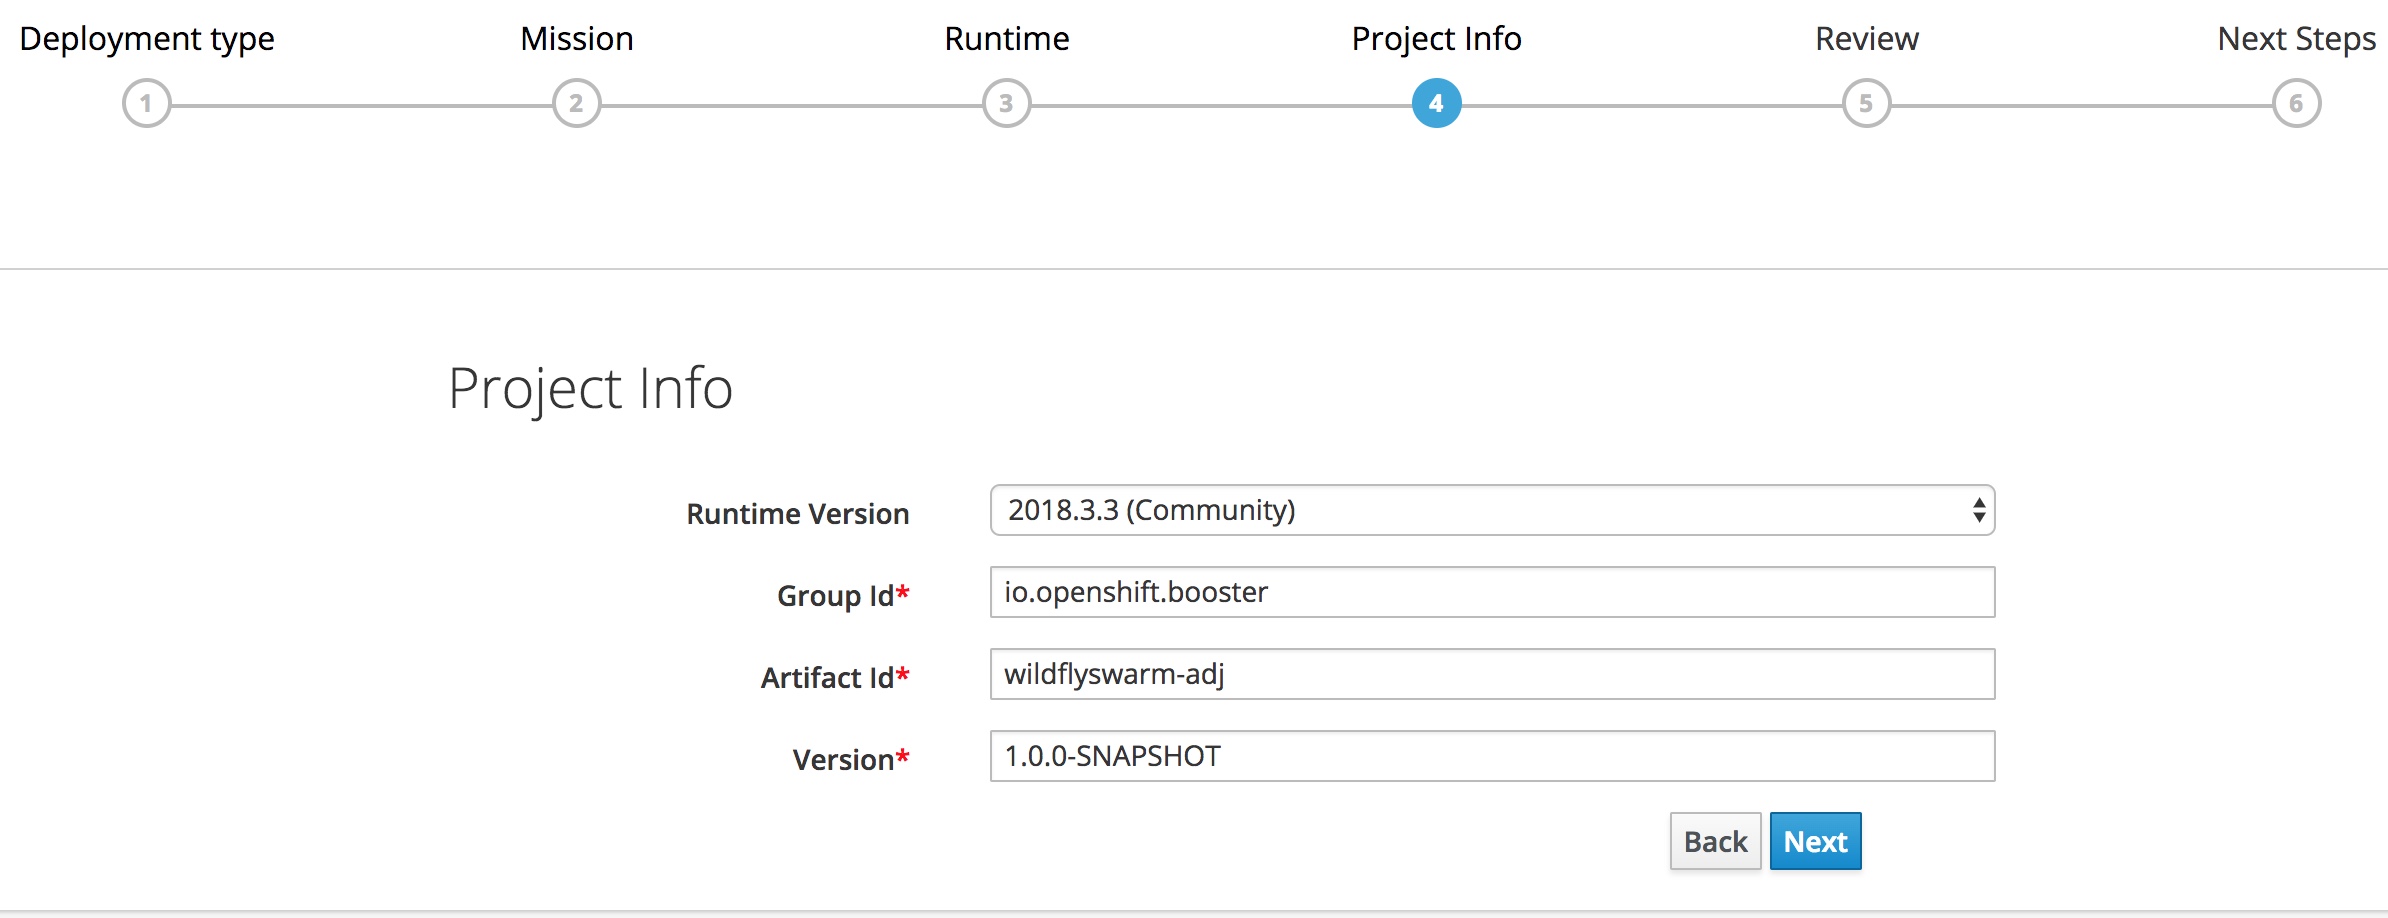 Deployment type Mission Runtime Project Info Review Next Steps
1 2 3 4 5 6
Project Info
Runtime Version 2018.3.3 (Community)
Group Id* io.openshift.booster
Artifact Id* wildflyswarm-adj
Version* 1.0.0-SNAPSHOT
Back Next